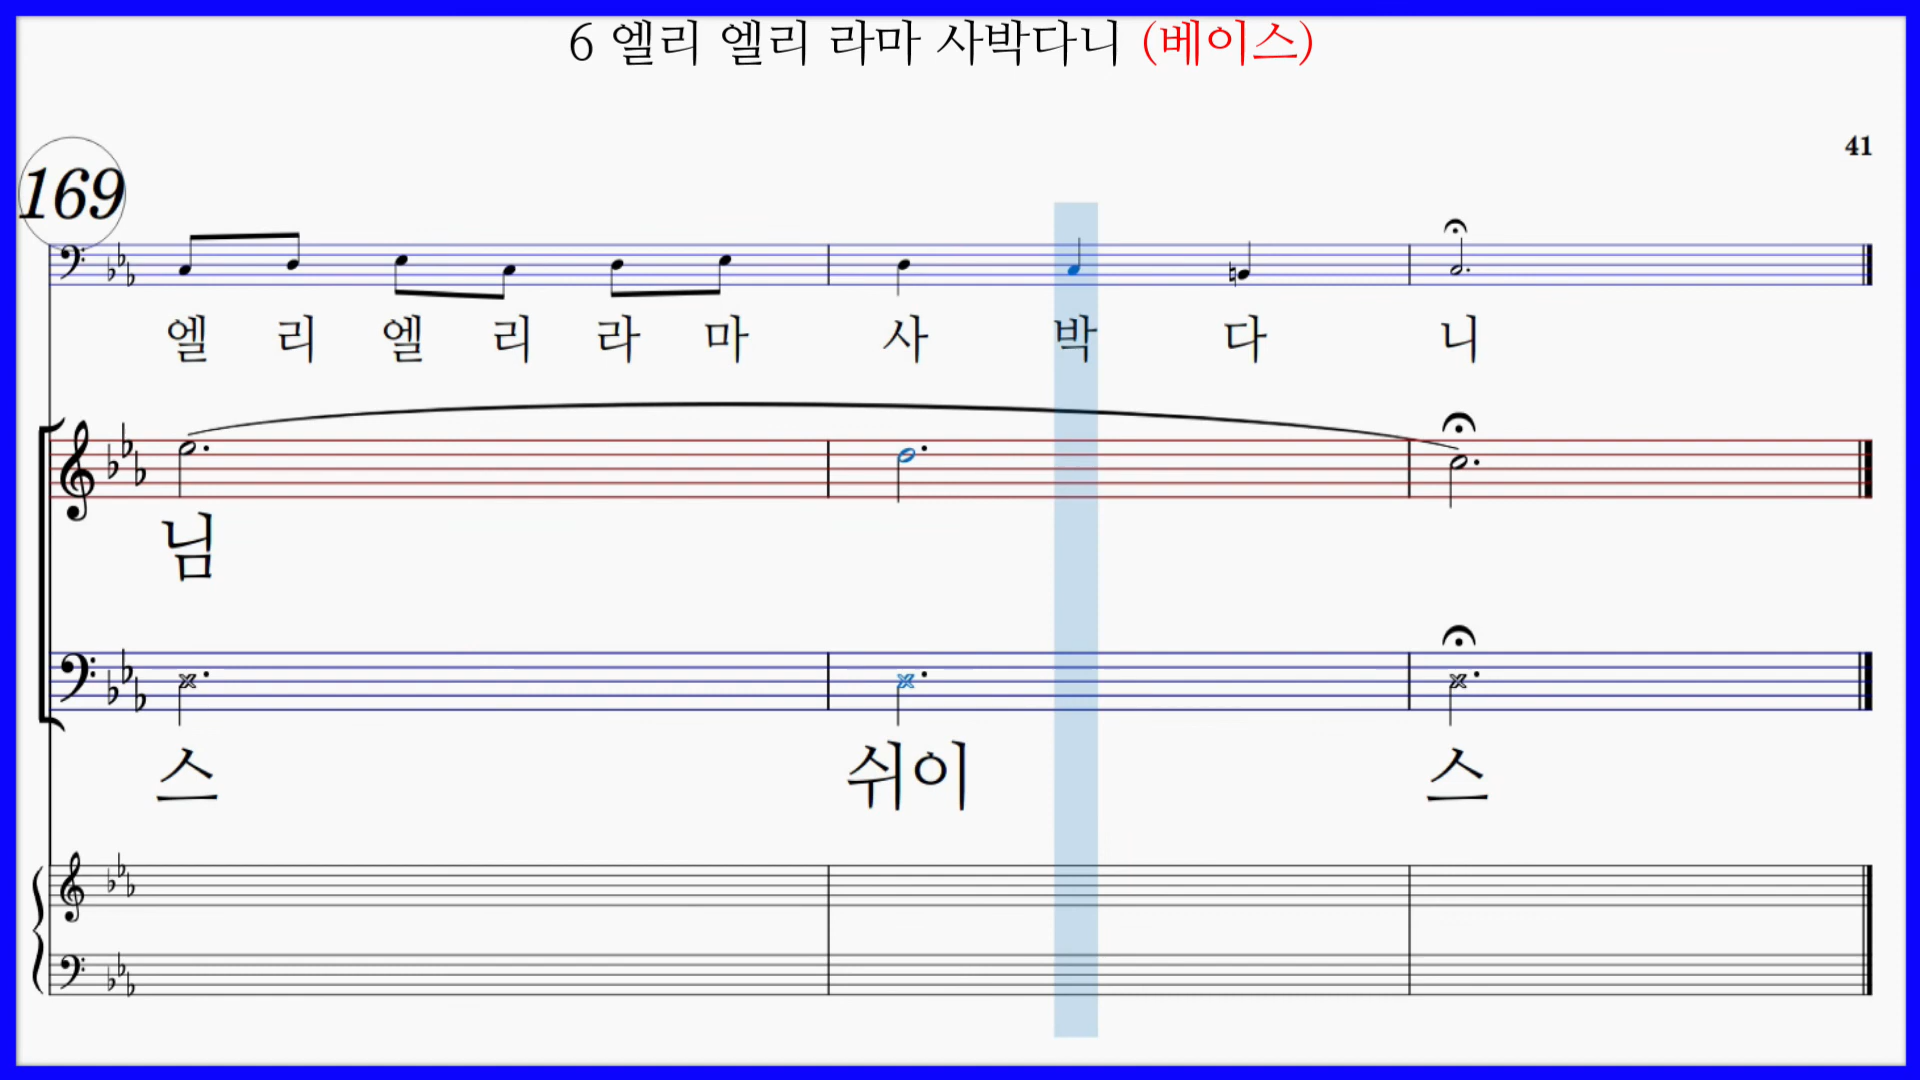 6 엘리 엘리 라마 사박다니 (베이스)
41
169
엘 리 엘 리 라 마 사 박 다 니
님
스 쉬이 스